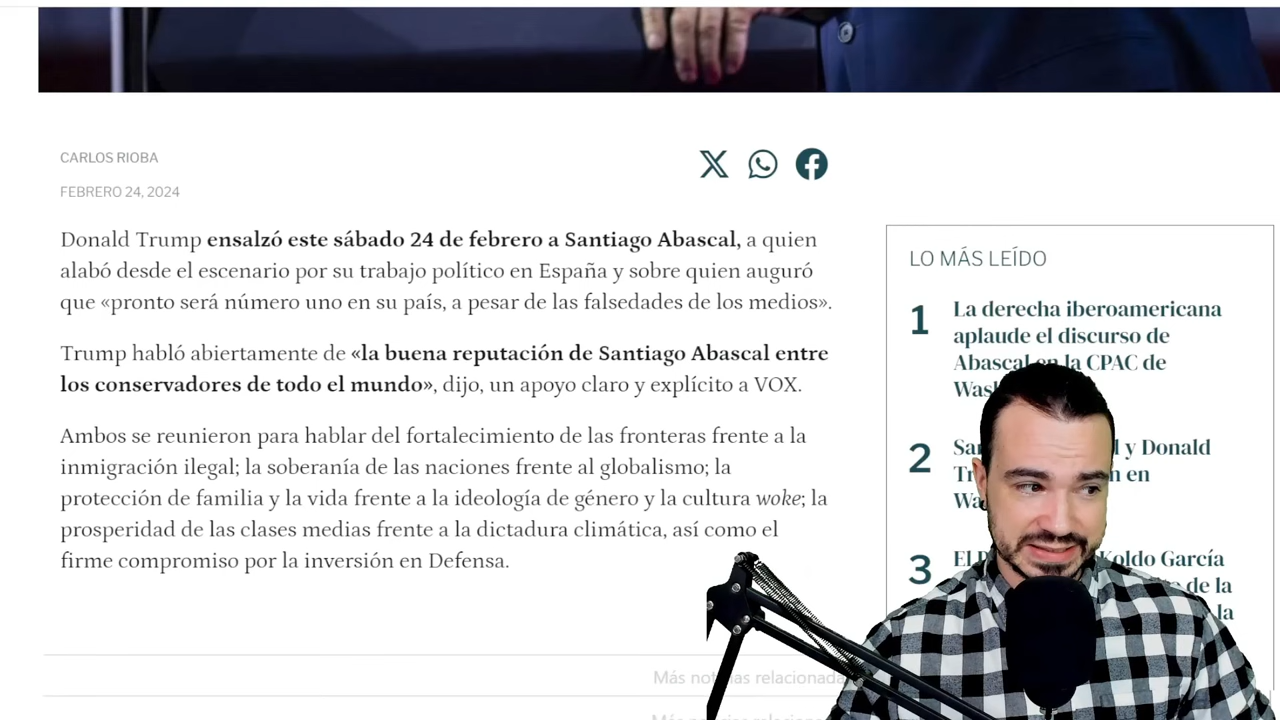 CARLOS RIOBA
FEBRERO 24, 2024
Donald Trump ensalzó este sábado 24 de febrero a Santiago Abascal, a quien
alabó desde el escenario por su trabajo político en España y sobre quien auguró
que «pronto será número uno en su país, a pesar de las falsedades de los medios».
Trump habló abiertamente de «la buena reputación de Santiago Abascal entre
los conservadores de todo el mundo», dijo, un apoyo claro y explícito a VOX.
Ambos se reunieron para hablar del fortalecimiento de las fronteras frente a la
inmigración ilegal; la soberanía de las naciones frente al globalismo; la
protección de familia y la vida frente a la ideología de género y la cultura woke; la
prosperidad de las clases medias frente a la dictadura climática, así como el
firme compromiso por la inversión en Defensa.
LO MÁS LEÍDO
1 La derecha iberoamericana
aplaude el discurso de
Abascal en la CPAC de
2
y Donald
en
3
Koldo García
de la
la
Más noticias relacionada